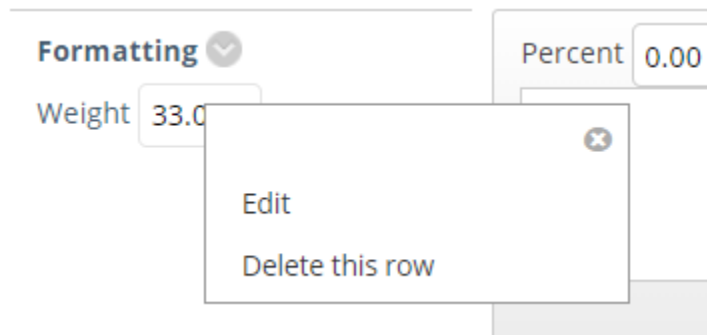 Formatting
Percent 0.00
Weight 33.0
Edit
Delete this row